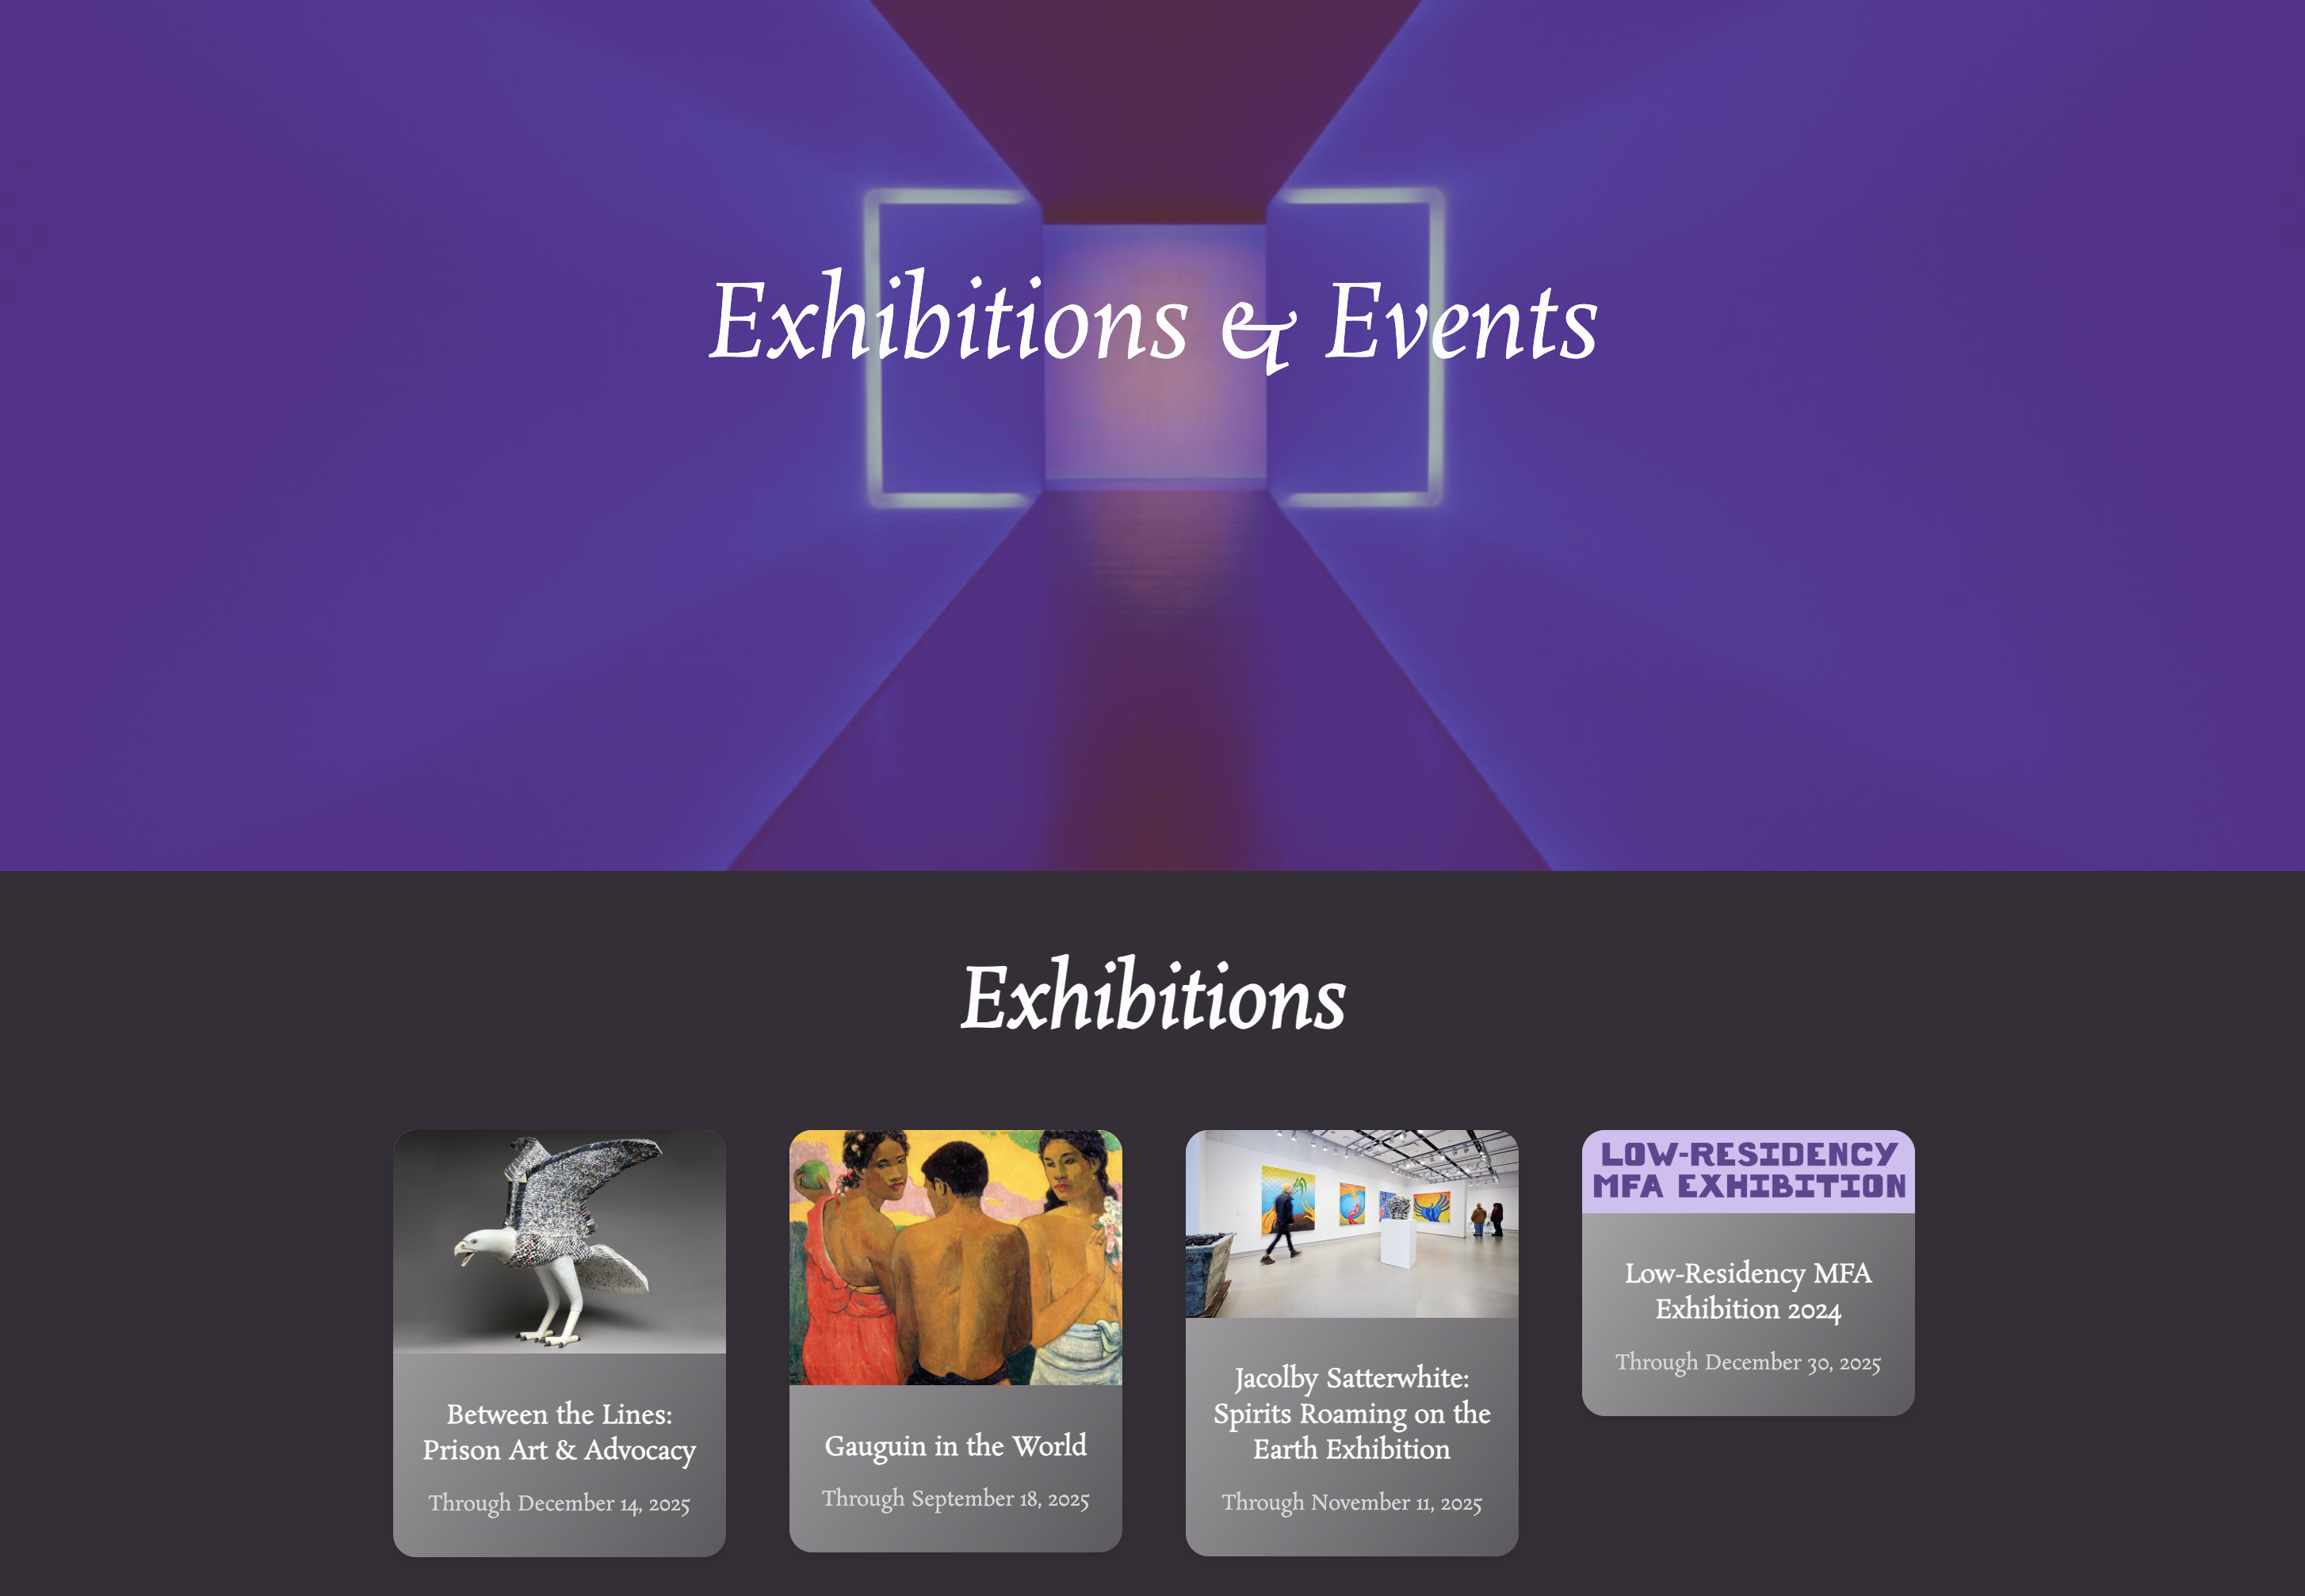 Exhibitions & Events
Exhibitions
Between the Lines:
Prison Art & Advocacy
Through December 14, 2025
Gauguin in the World
Through September 18, 2025
Jacolby Satterwhite:
Spirits Roaming on the
Earth Exhibition
Through November 11, 2025
LOW-RESIDENCY
MFA EXHIBITION
Low-Residency MFA
Exhibition 2024
Through December 30, 2025